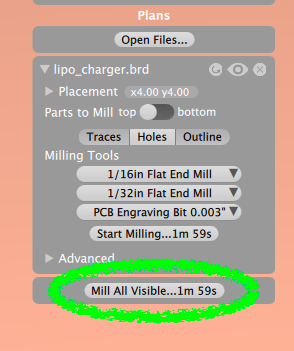 Plans
Open Files...
lipo_charger.brd
Placement x4.00 y4.00
Parts to Mill top bottom
Traces Holes Outline
Milling Tools
1/16in Flat End Mill
1/32in Flat End Mill
PCB Engraving Bit 0.003"
Start Milling...1m 59s
Advanced
Mill All Visible...1m 59s